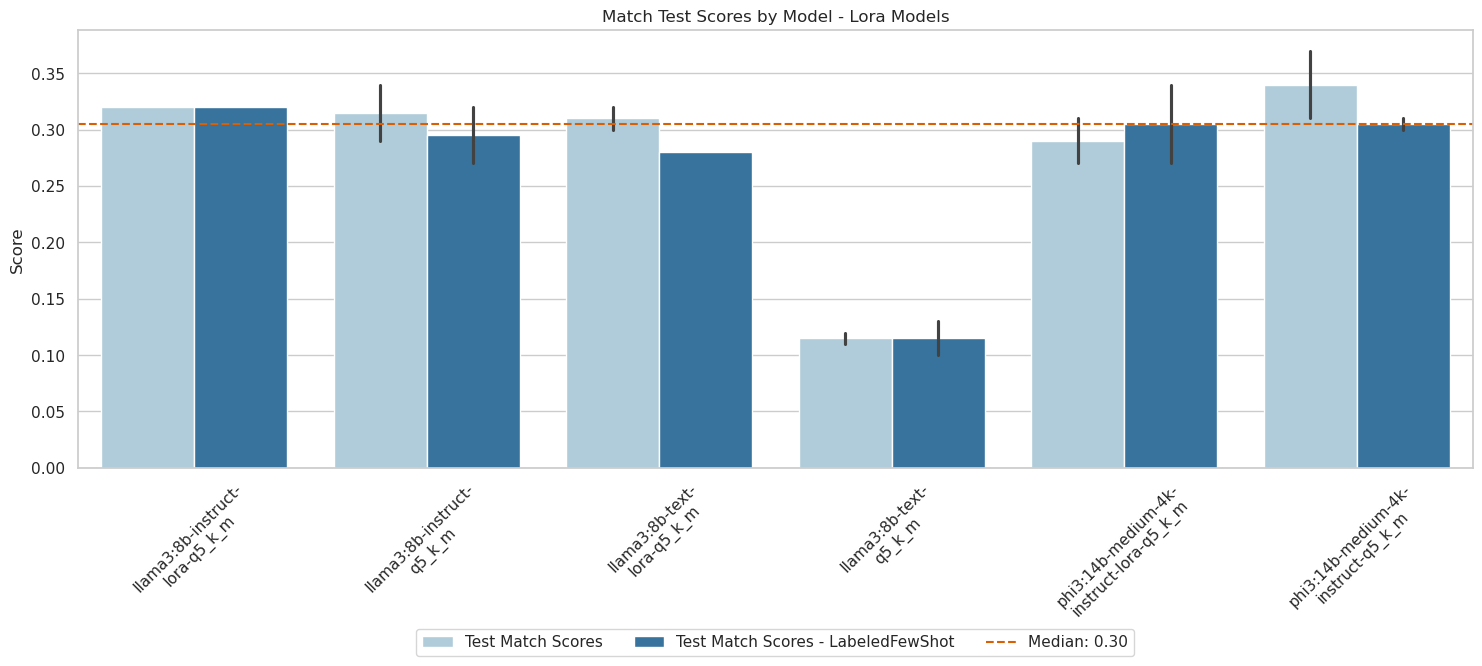 Match Test Scores by Model - Lora Models
Score
0.35
0.30
0.25
0.20
0.15
0.10
0.05
0.00
llama3:8b-instruct-
lora-q5_k_m
llama3:8b-instruct-
q5_k_m
llama3:8b-text-
lora-q5_k_m
llama3:8b-text-
q5_k_m
phi3:14b-medium-4k-
instruct-lora-q5_k_m
phi3:14b-medium-4k-
instruct-q5_k_m
Test Match Scores
Test Match Scores - LabeledFewShot
Median: 0.30